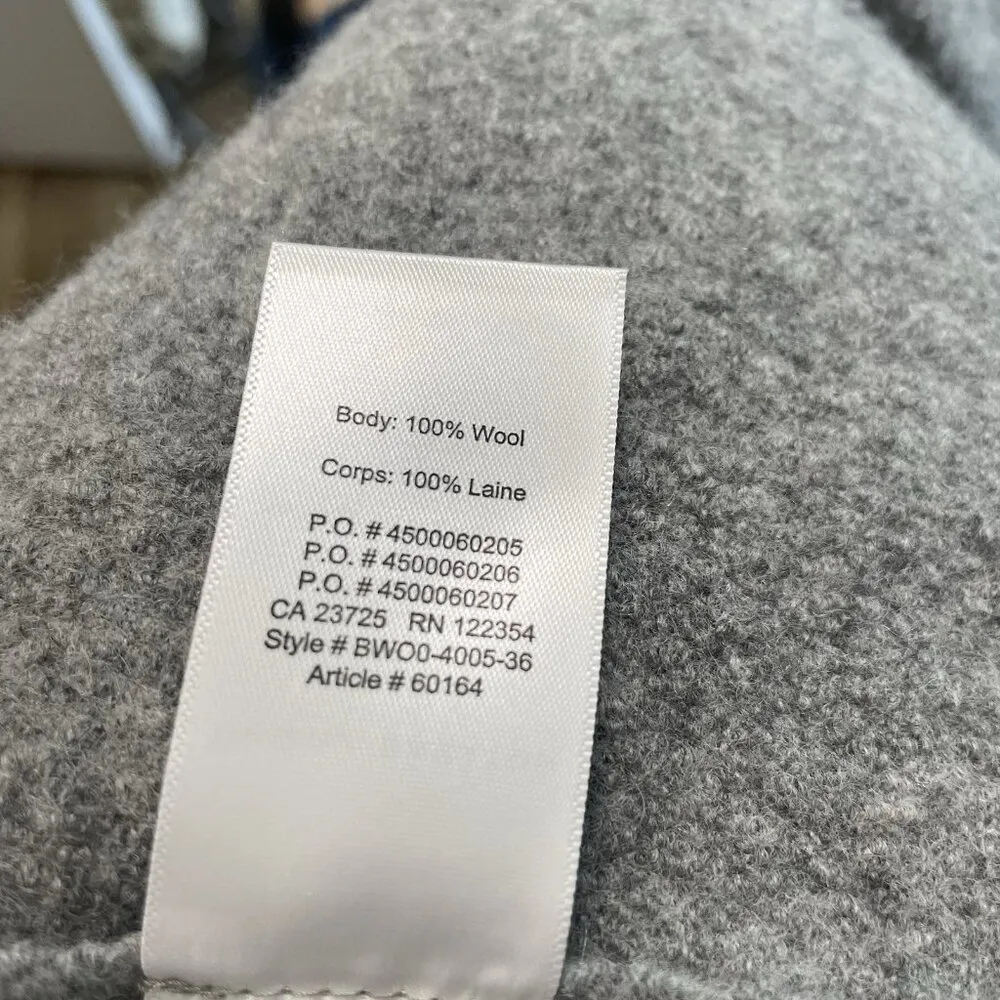 Body: 100% Wool
Corps: 100% Laine
P.O. # 4500060205
P.O. # 4500060206
P.O. # 4500060207
CA 23725 RN 122354
Style # BWO0-4005-36
Article # 60164